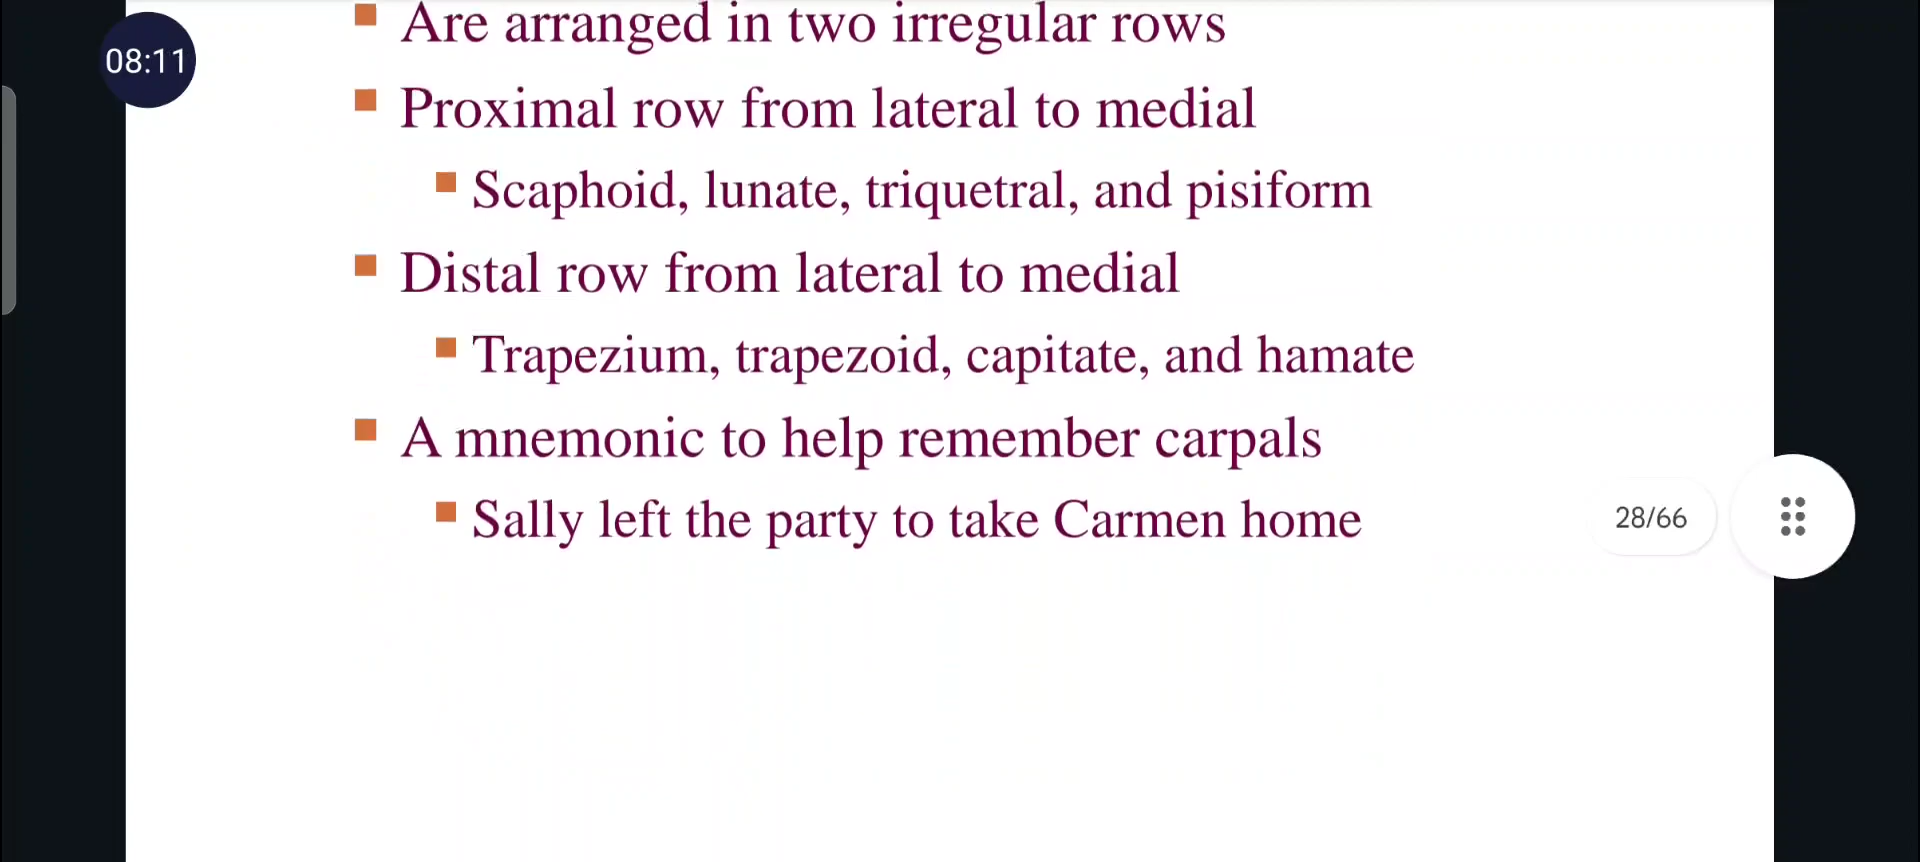 Are arranged in two irregular rows
08:11
Proximal row from lateral to medial
Scaphoid, lunate, triquetral, and pisiform
Distal row from lateral to medial
Trapezium, trapezoid, capitate, and hamate
A mnemonic to help remember carpals
Sally left the party to take Carmen home
28/66